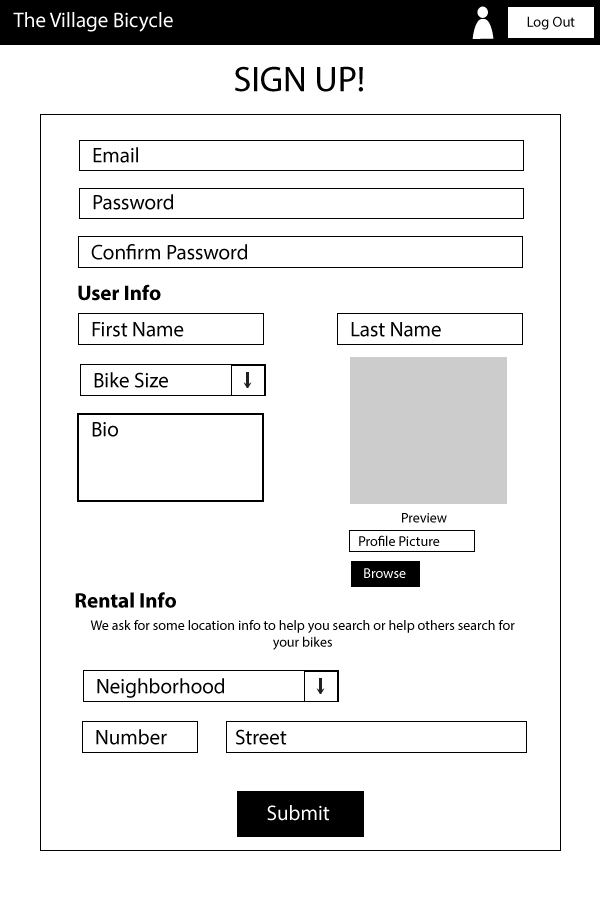 The Village Bicycle
Log Out
SIGN UP!
Email
Password
Confirm Password
User Info
First Name
Last Name
Bike Size
Bio
Preview
Profile Picture
Browse
Rental Info
We ask for some location info to help you search or help others search for
your bikes
Neighborhood
Number
Street
Submit